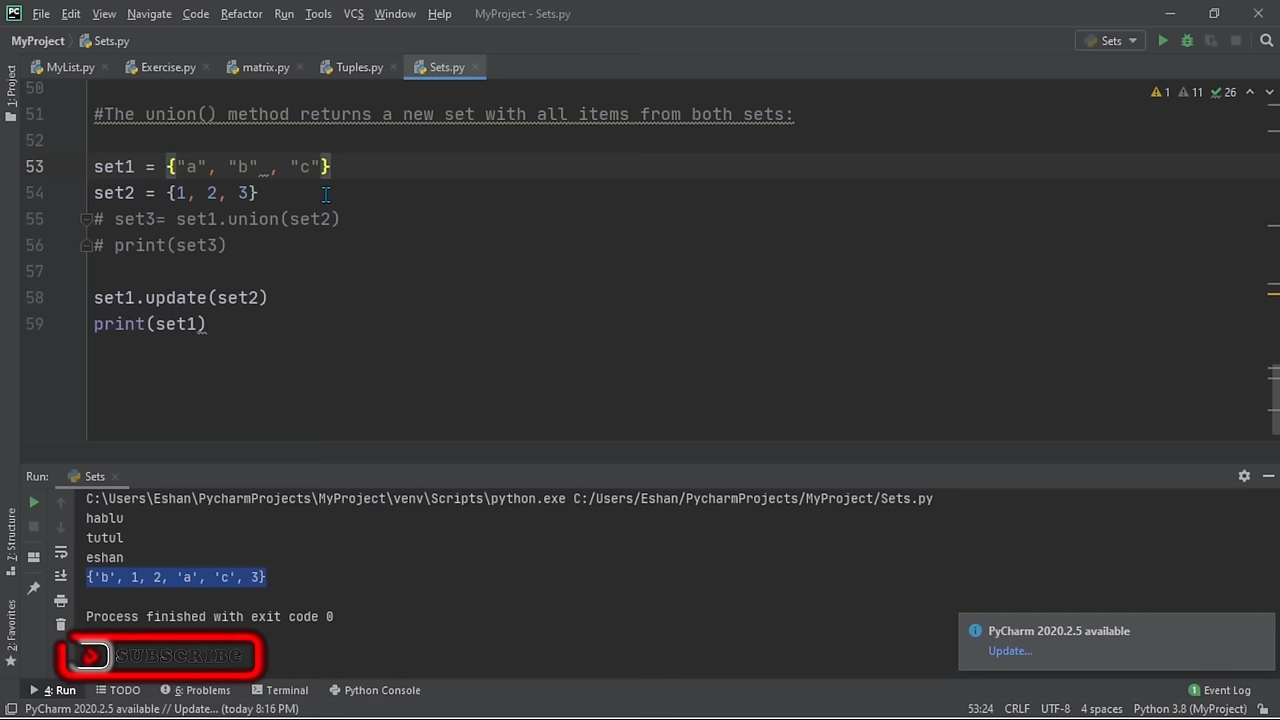 File Edit View Navigate Code Refactor Run Tools VCS Window Help MyProject - Sets.py
MyProject Sets.py Sets
MyList.py Exercise.py matrix.py Tuples.py Sets.py
1: Project
50
1 11 26
51 #The union() method returns a new set with all items from both sets:
52
53 set1 = {"a", "b" , "c"}
54 set2 = {1, 2, 3}
55 # set3= set1.union(set2)
56 # print(set3)
57
58 set1.update(set2)
59 print(set1)
Run: Sets
C:\Users\Eshan\PycharmProjects\MyProject\venv\Scripts\python.exe C:/Users/Eshan/PycharmProjects/MyProject/Sets.py
hablu
tutul
eshan
{'b', 1, 2, 'a', 'c', 3}
Process finished with exit code 0
Z: Structure
2: Favorites
PyCharm 2020.2.5 available
Update...
SUBSCRIBe
4: Run TODO 6: Problems Terminal Python Console 1 Event Log
PyCharm 2020.2.5 available // Update... (today 8:16 PM) 53:24 CRLF UTF-8 4 spaces Python 3.8 (MyProject)